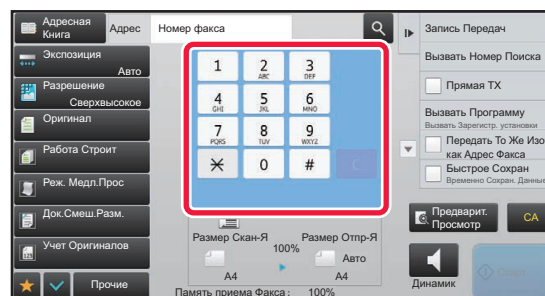 Адресная
Книга
Адрес
Номер факса
Экспозиция
Авто
Разрешение
Сверхвысокое
Оригинал
Работа Строит
Реж. Медл.Прос
Док.Смеш.Разм.
Учет Оригиналов
Прочие
1
2
ABC
3
DEF
4
GHI
5
JKL
6
MNO
7
PQRS
8
TUV
9
WXYZ
0
#
C
Размер Скан-Я
100%
Размер Отпр-Я
Авто
A4
A4
Память приема Факса :
100%
Запись Передач
Вызвать Номер Поиска
Прямая TX
Вызвать Программу
Вызвать Зарегистр. установки
Передать То Же Изо
как Адрес Факса
Быстрое Сохран
Временно Сохран. Данные
Предварит.
Просмотр
CA
Динамик
Старт